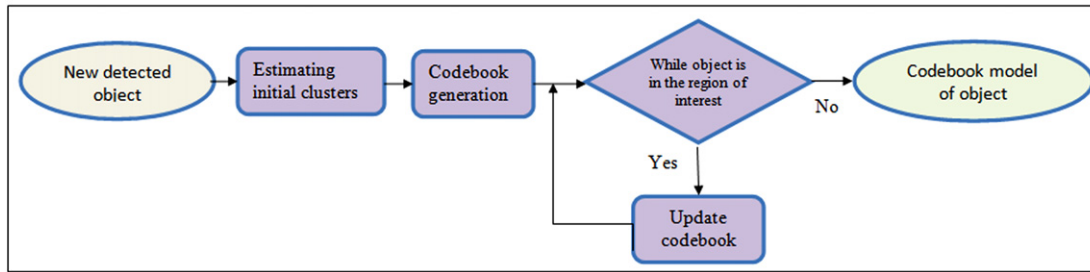 New detected
object
Estimating
initial clusters
Codebook
generation
While object is
in the region of
interest
No
Codebook model
of object
Yes
Update
codebook